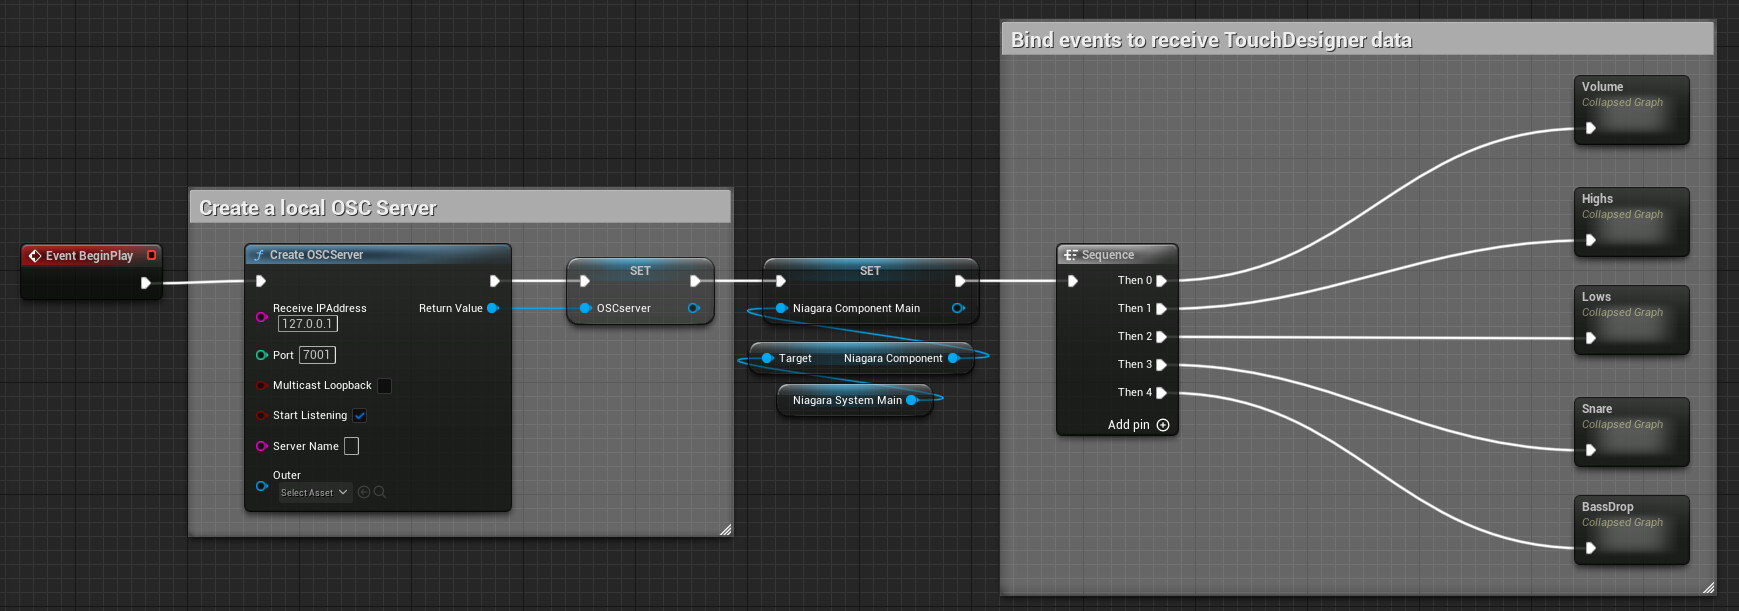 Bind events to receive TouchDesigner data
Volume
Collapsed Graph
Highs
Collapsed Graph
Create a local OSC Server
Event BeginPlay
Create OSCServer
SET
SET
Sequence
Receive IPAddress
127.0.0.1
Return Value
OSCserver
Niagara Component Main
Then 0
Then 1
Then 2
Then 3
Then 4
Add pin
Port 7001
Target Niagara Component
Multicast Loopback
Niagara System Main
Start Listening
Server Name
Outer
Select Asset
Lows
Collapsed Graph
Snare
Collapsed Graph
BassDrop
Collapsed Graph